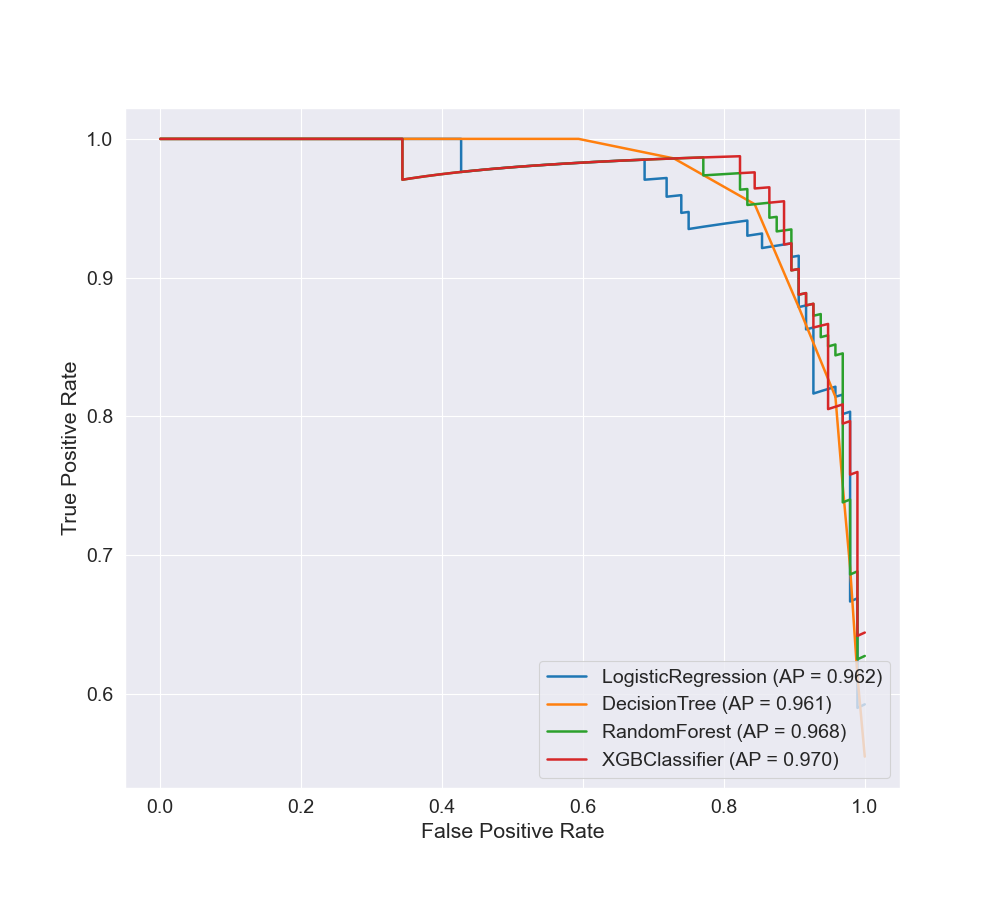 1.0
0.9
0.8
0.7
0.6
True Positive Rate
0.0 0.2 0.4 0.6 0.8 1.0
False Positive Rate
LogisticRegression (AP = 0.962)
DecisionTree (AP = 0.961)
RandomForest (AP = 0.968)
XGBClassifier (AP = 0.970)